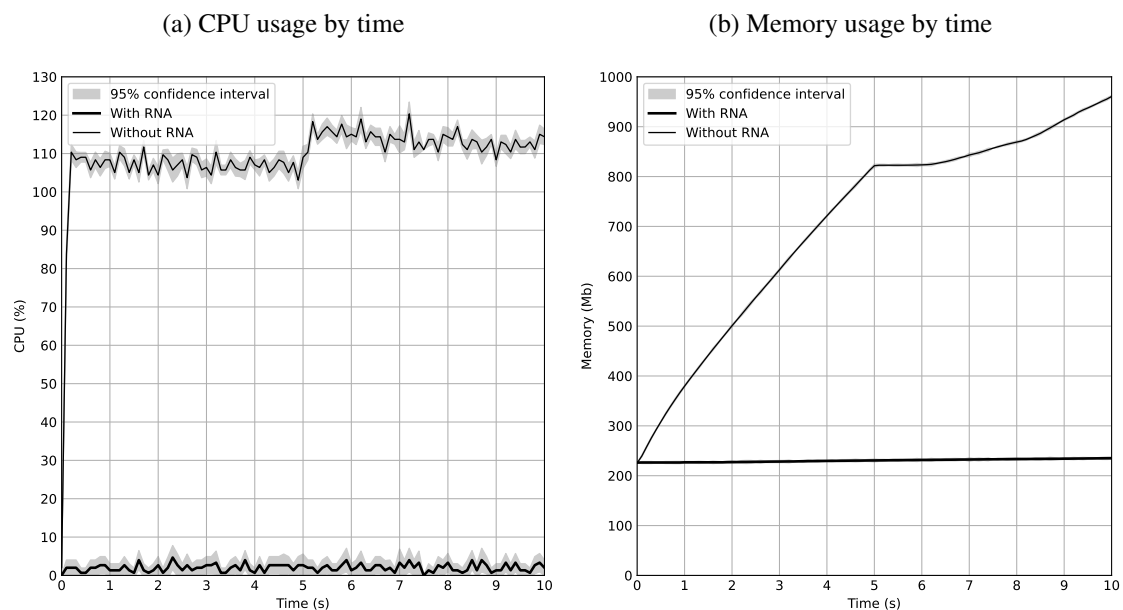 (a) CPU usage by time
130
120
110
100
90
80
70
60
50
40
30
20
10
0
CPU (%)
95% confidence interval
With RNA
Without RNA
0 1 2 3 4 5 6 7 8 9 10
Time (s)
(b) Memory usage by time
1000
900
800
700
600
500
400
300
200
100
0
Memory (Mb)
95% confidence interval
With RNA
Without RNA
0 1 2 3 4 5 6 7 8 9 10
Time (s)